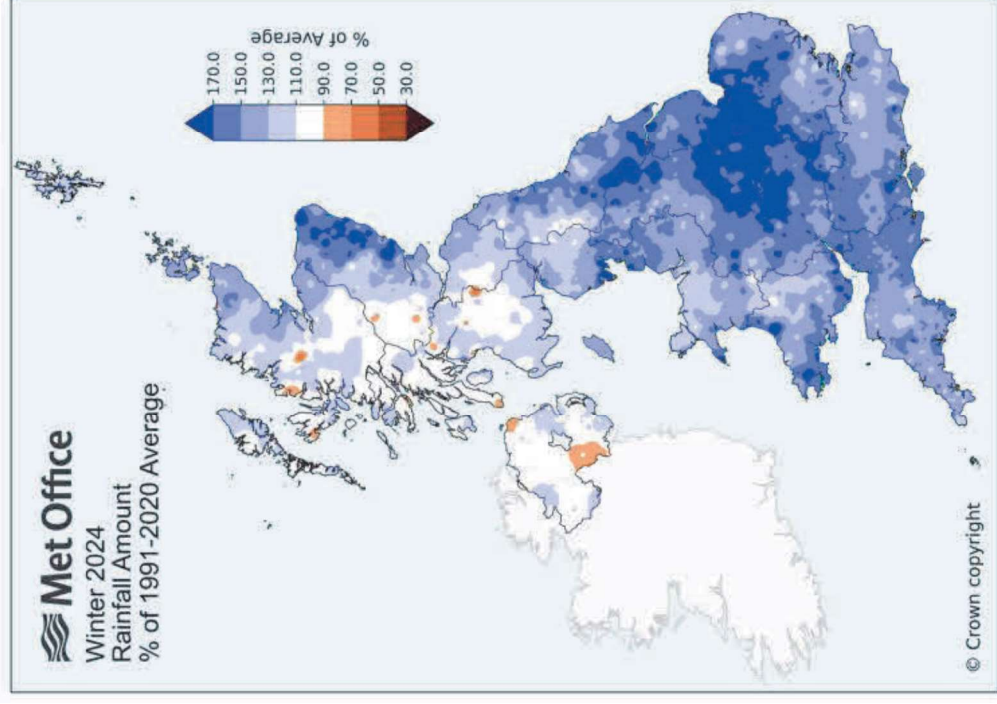 Met Office
Winter 2024
Rainfall Amount
% of 1991-2020 Average
170.0
150.0
130.0
110.0
90.0
70.0
50.0
30.0
% of Average
© Crown copyright